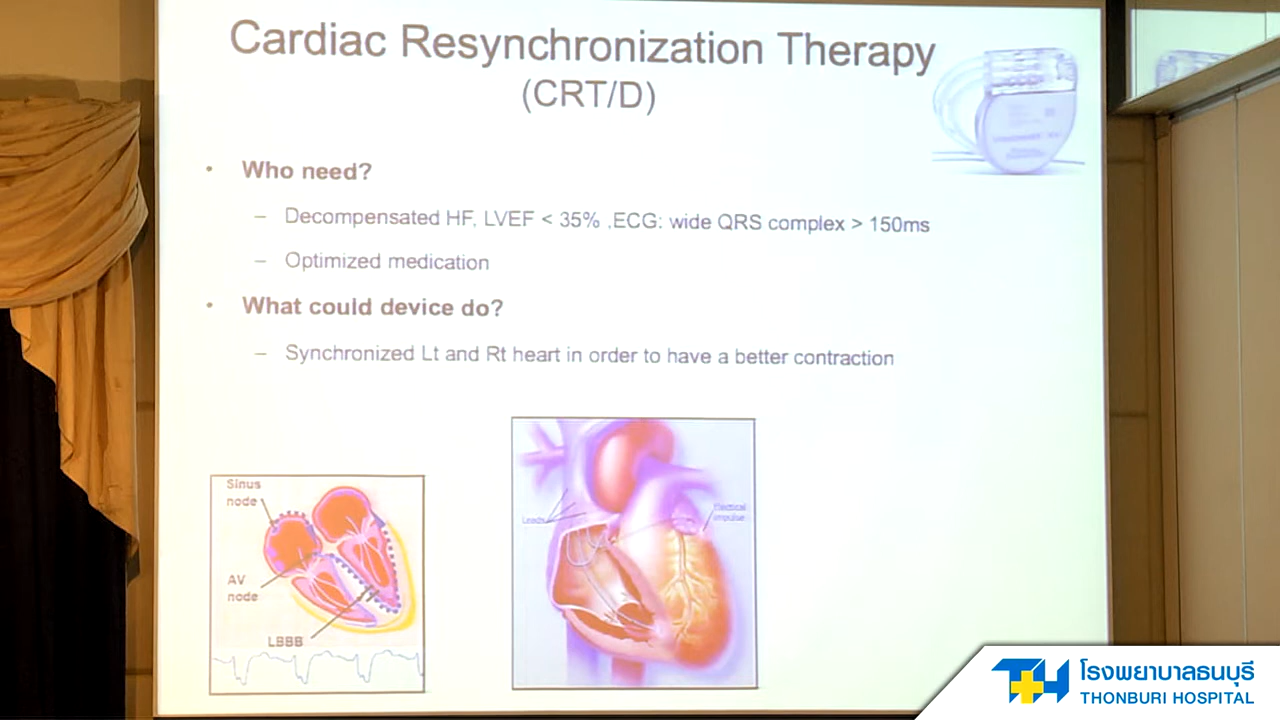 Cardiac Resynchronization Therapy
(CRT/D)
• Who need?
– Decompensated HF, LVEF < 35% ,ECG: wide QRS complex > 150ms
– Optimized medication
• What could device do?
– Synchronized Lt and Rt heart in order to have a better contraction
Sinus
node
AV
node
LBBB
Leads
Electical
impulse
โรงพยาบาลธนบุรี
THONBURI HOSPITAL